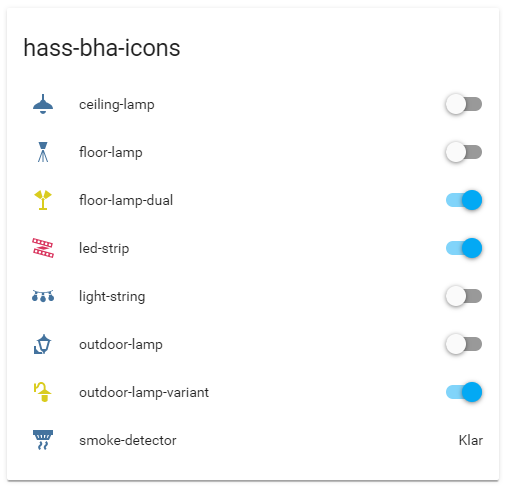 hass-bha-icons
ceiling-lamp
floor-lamp
floor-lamp-dual
led-strip
light-string
outdoor-lamp
outdoor-lamp-variant
smoke-detector Klar